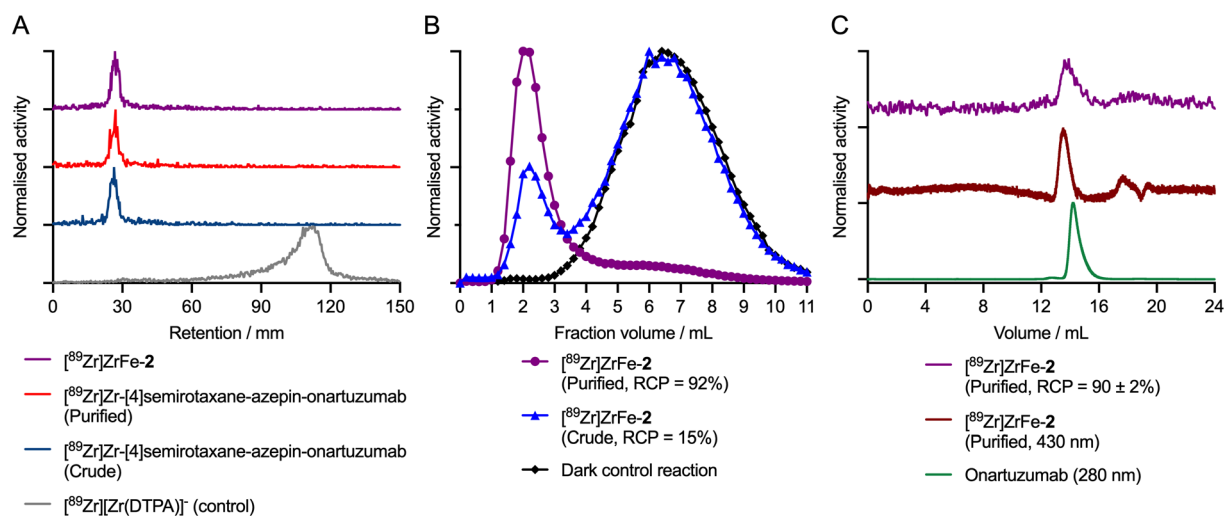 A
Normalised activity
0
30
60
90
120
150
Retention / mm
[⁸⁹Zr]ZrFe-2
[⁸⁹Zr]Zr-[4]semirotaxane-azepin-onartuzumab
(Purified)
[⁸⁹Zr]Zr-[4]semirotaxane-azepin-onartuzumab
(Crude)
[⁸⁹Zr][Zr(DTPA)]⁻ (control)
B
Normalised activity
0
1
2
3
4
5
6
7
8
9
10
11
Fraction volume / mL
[⁸⁹Zr]ZrFe-2
(Purified, RCP = 92%)
[⁸⁹Zr]ZrFe-2
(Crude, RCP = 15%)
Dark control reaction
C
Normalised activity
0
4
8
12
16
20
24
Volume / mL
[⁸⁹Zr]ZrFe-2
(Purified, RCP = 90 ± 2%)
[⁸⁹Zr]ZrFe-2
(Purified, 430 nm)
Onartuzumab (280 nm)